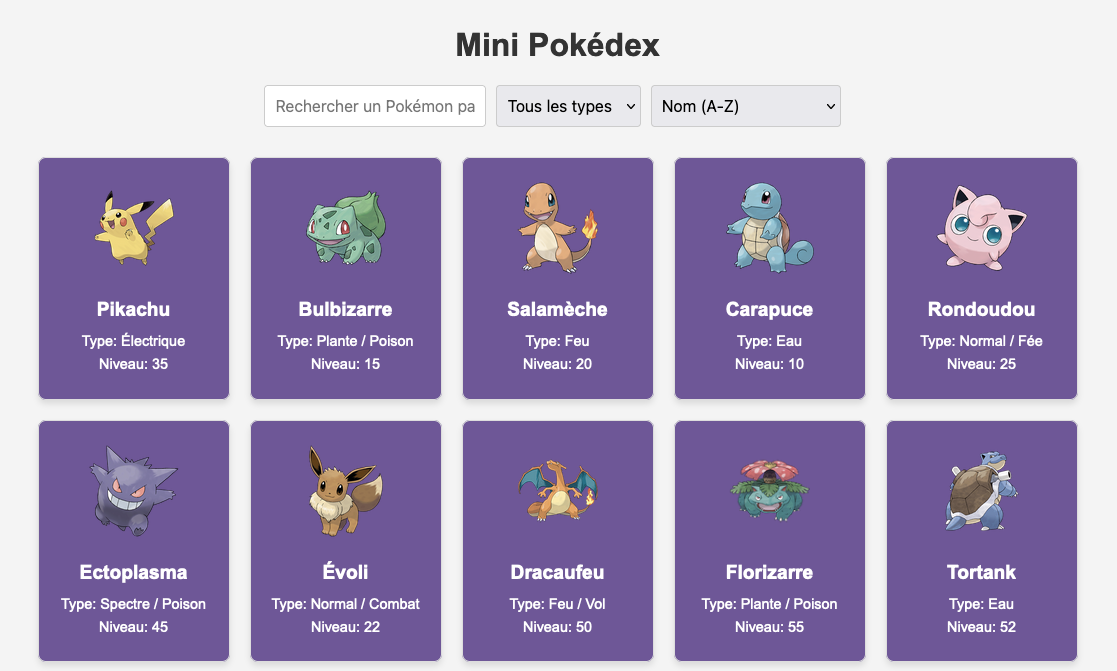 Mini Pokédex
Rechercher un Pokémon pa
Tous les types
Nom (A-Z)
Pikachu
Type: Électrique
Niveau: 35
Bulbizarre
Type: Plante / Poison
Niveau: 15
Salamèche
Type: Feu
Niveau: 20
Carapuce
Type: Eau
Niveau: 10
Rondoudou
Type: Normal / Fée
Niveau: 25
Ectoplasma
Type: Spectre / Poison
Niveau: 45
Évoli
Type: Normal / Combat
Niveau: 22
Dracaufeu
Type: Feu / Vol
Niveau: 50
Florizarre
Type: Plante / Poison
Niveau: 55
Tortank
Type: Eau
Niveau: 52